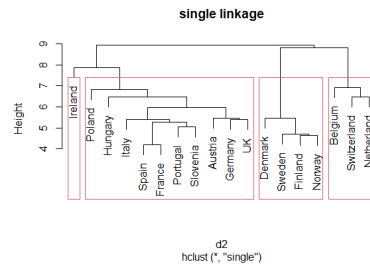 single linkage
Height
9
8
7
6
5
4
Ireland
Poland
Hungary
Italy
Spain
France
Portugal
Slovenia
Austria
Germany
UK
Denmark
Sweden
Finland
Norway
Belgium
Switzerland
Netherla
d2
hclust (*, "single")